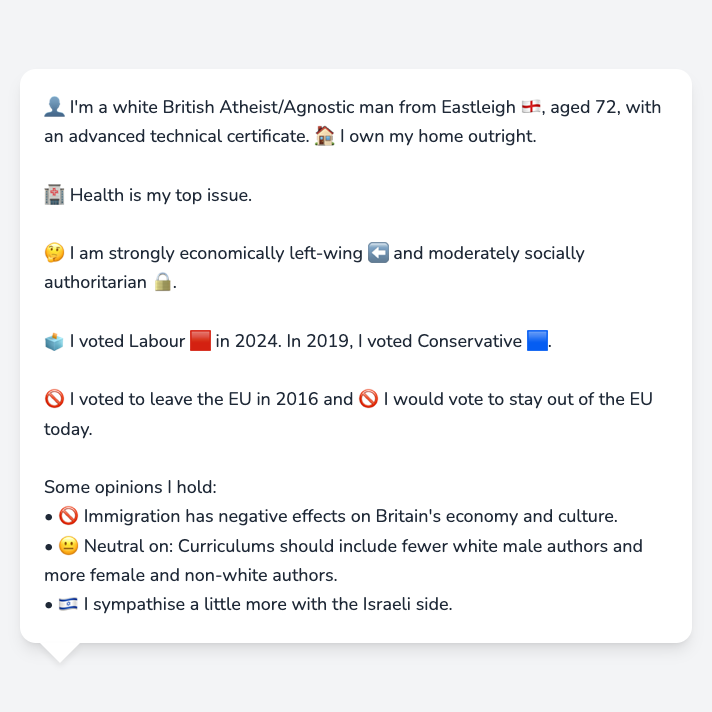 👤 I'm a white British Atheist/Agnostic man from Eastleigh 🏴󠁧󠁢󠁥󠁮󠁧󠁿, aged 72, with
an advanced technical certificate. 🏠 I own my home outright.
🏥 Health is my top issue.
🤔 I am strongly economically left-wing ⬅️ and moderately socially
authoritarian 🔒.
🗳️ I voted Labour 🟥 in 2024. In 2019, I voted Conservative 🟦.
🚫 I voted to leave the EU in 2016 and 🚫 I would vote to stay out of the EU
today.
Some opinions I hold:
• 🚫 Immigration has negative effects on Britain's economy and culture.
• 😐 Neutral on: Curriculums should include fewer white male authors and
more female and non-white authors.
• 🇮🇱 I sympathise a little more with the Israeli side.